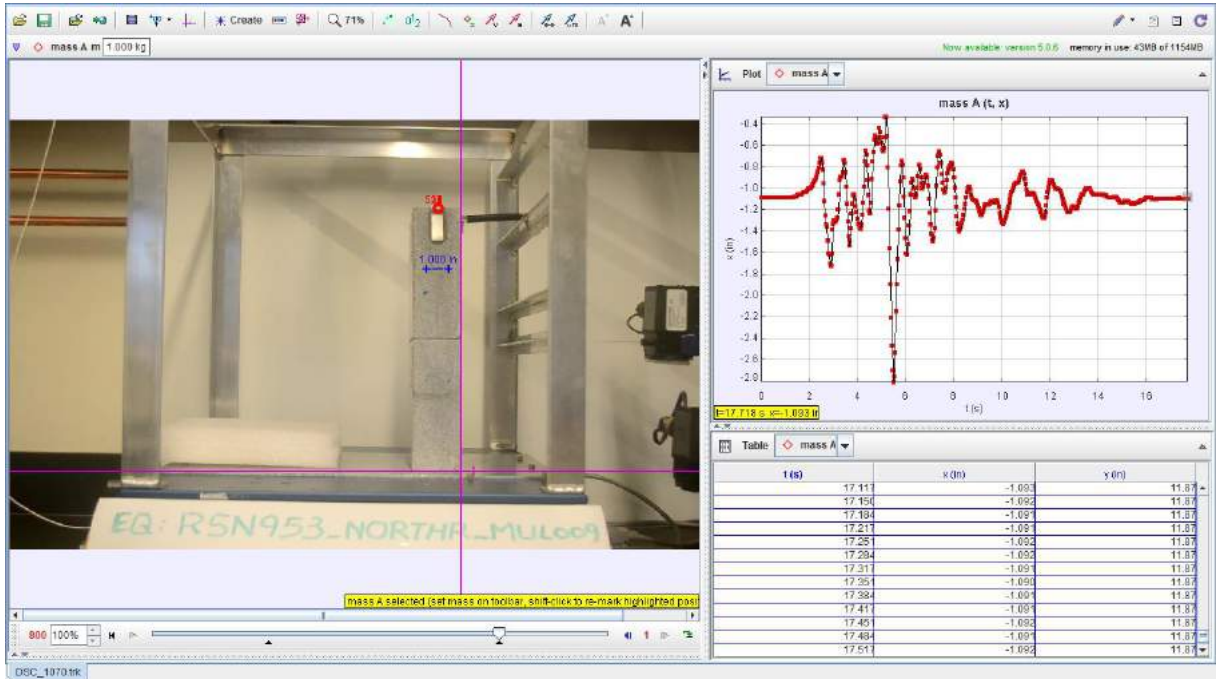 Create
71%
mass A m 1.000 kg
Now available: version 5.0.6 memory in use: 43MB of 1154MB
1.000 in
EQ: RSN953_NORTHR_MUL009
mass A selected (set mass on toolbar, shift-click to re-mark highlighted posit
800 100% 1
DSC_1070.trk
Plot mass A
mass A (t, x)
-0.4
-0.6
-0.8
-1.0
-1.2
-1.4
-1.6
-1.8
-2.0
-2.2
-2.4
-2.6
-2.8
x (in)
0 2 4 6 8 10 12 14 16
t (s)
t=17.718 s x=-1.093 in
Table mass A
t (s) x (in) y (in)
17.117 -1.093 11.87
17.150 -1.092 11.87
17.184 -1.091 11.87
17.217 -1.091 11.87
17.251 -1.092 11.87
17.284 -1.092 11.87
17.317 -1.091 11.87
17.351 -1.090 11.87
17.384 -1.091 11.87
17.417 -1.091 11.87
17.451 -1.092 11.87
17.484 -1.091 11.87
17.517 -1.092 11.87